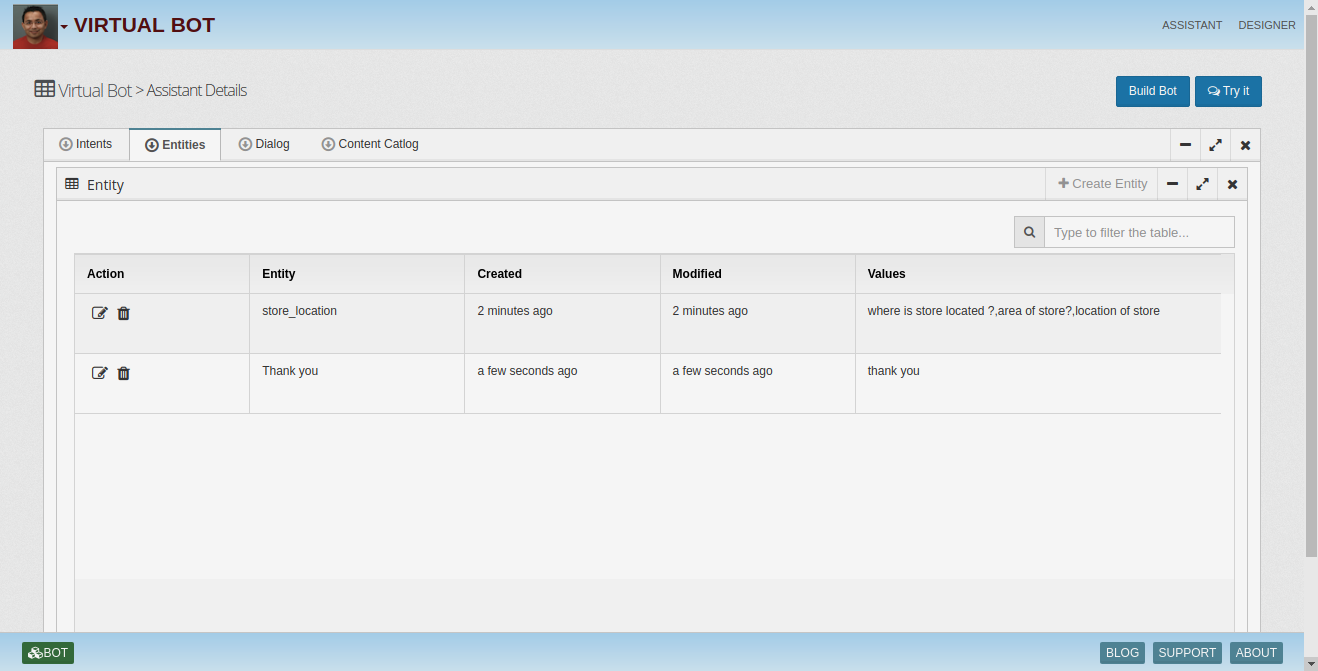 VIRTUAL BOT
ASSISTANT DESIGNER
Virtual Bot > Assistant Details
Build Bot Try it
Intents Entities Dialog Content Catlog
Entity
Create Entity
Type to filter the table...
Action Entity Created Modified Values
store_location 2 minutes ago 2 minutes ago where is store located ?,area of store?,location of store
Thank you a few seconds ago a few seconds ago thank you
BOT
BLOG SUPPORT ABOUT